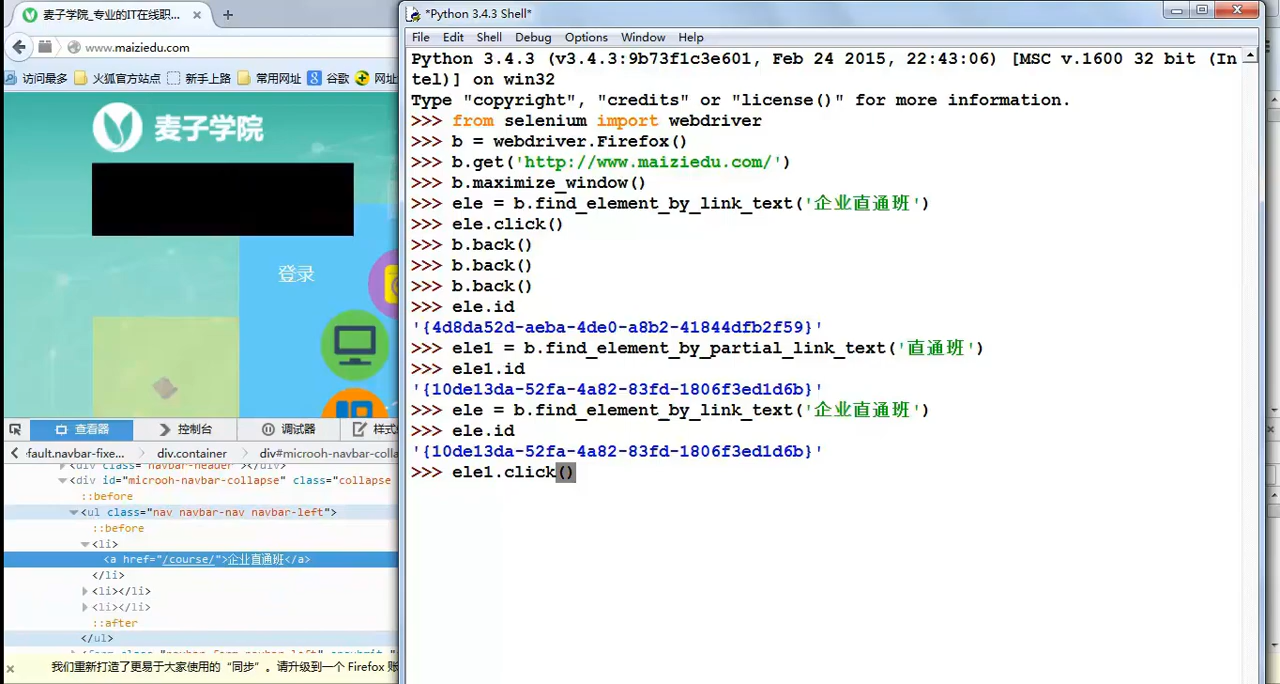 麦子学院_专业的IT在线职...
www.maiziedu.com
访问最多 火狐官方站点 新手上路 常用网址 谷歌 网址
麦子学院
登录
查看器 控制台 调试器 样式
‹fault.navbar-fixe... div.container div#microoh-navbar-colla
<div class="navbar-header"></div>
<div id="microoh-navbar-collapse" class="collapse
::before
<ul class="nav navbar-nav navbar-left">
::before
<li>
<a href="/course/">企业直通班</a>
</li>
<li></li>
<li></li>
::after
</ul>
我们重新打造了更易于大家使用的“同步”。请升级到一个 Firefox 账
*Python 3.4.3 Shell*
File Edit Shell Debug Options Window Help
Python 3.4.3 (v3.4.3:9b73f1c3e601, Feb 24 2015, 22:43:06) [MSC v.1600 32 bit (In
tel)] on win32
Type "copyright", "credits" or "license()" for more information.
>>> from selenium import webdriver
>>> b = webdriver.Firefox()
>>> b.get('http://www.maiziedu.com/')
>>> b.maximize_window()
>>> ele = b.find_element_by_link_text('企业直通班')
>>> ele.click()
>>> b.back()
>>> b.back()
>>> b.back()
>>> ele.id
'{4d8da52d-aeba-4de0-a8b2-41844dfb2f59}'
>>> ele1 = b.find_element_by_partial_link_text('直通班')
>>> ele1.id
'{10de13da-52fa-4a82-83fd-1806f3ed1d6b}'
>>> ele = b.find_element_by_link_text('企业直通班')
>>> ele.id
'{10de13da-52fa-4a82-83fd-1806f3ed1d6b}'
>>> ele1.click()